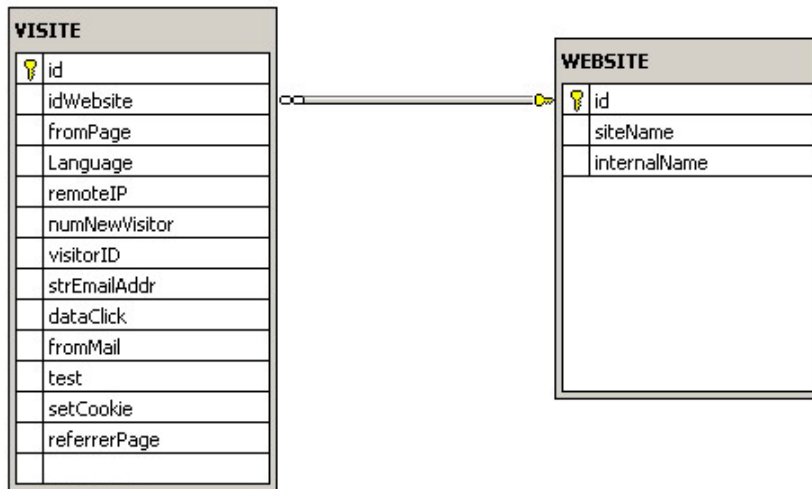 VISITE
id
idWebsite
fromPage
Language
remoteIP
numNewVisitor
visitorID
strEmailAddr
dataClick
fromMail
test
setCookie
referrerPage
WEBSITE
id
siteName
internalName